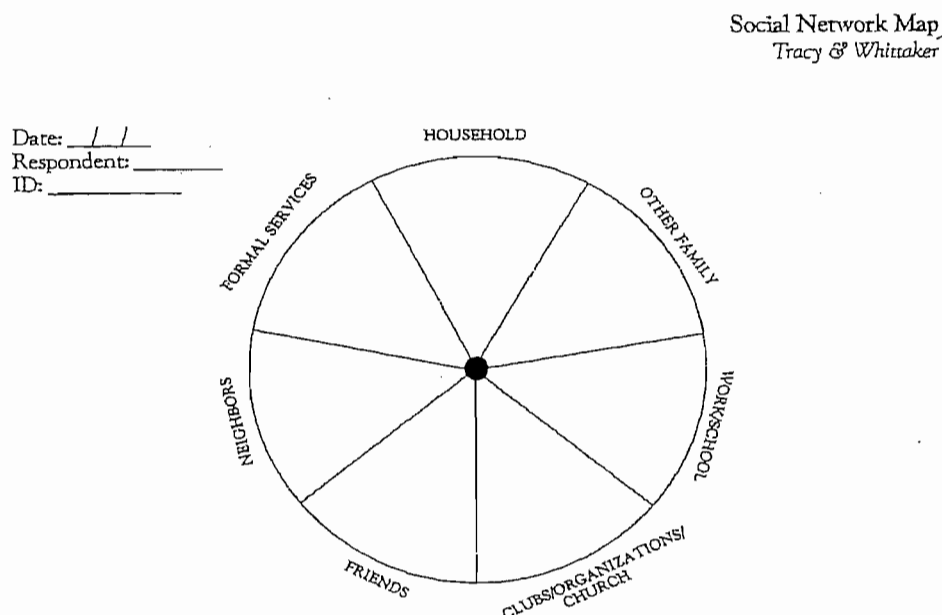 Social Network Map
Tracy & Whittaker
Date: / /
Respondent:
ID:
HOUSEHOLD
OTHER FAMILY
WORK/SCHOOL
CLUBS/ORGANIZATIONS/
CHURCH
FRIENDS
NEIGHBORS
FORMAL SERVICES